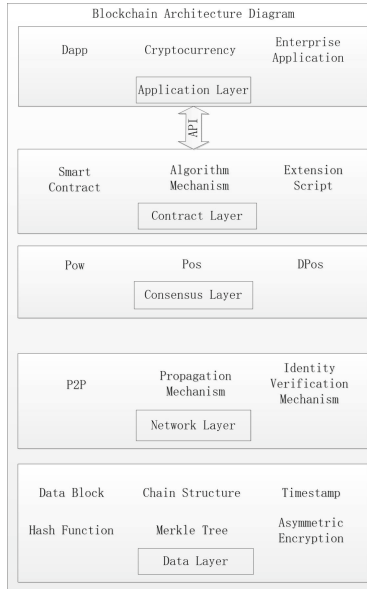 Blockchain Architecture Diagram
Dapp Cryptocurrency Enterprise
Application
Application Layer
API
Smart
Contract
Algorithm
Mechanism
Extension
Script
Contract Layer
Pow Pos DPos
Consensus Layer
P2P
Propagation
Mechanism
Identity
Verification
Mechanism
Network Layer
Data Block Chain Structure Timestamp
Hash Function Merkle Tree Asymmetric
Encryption
Data Layer